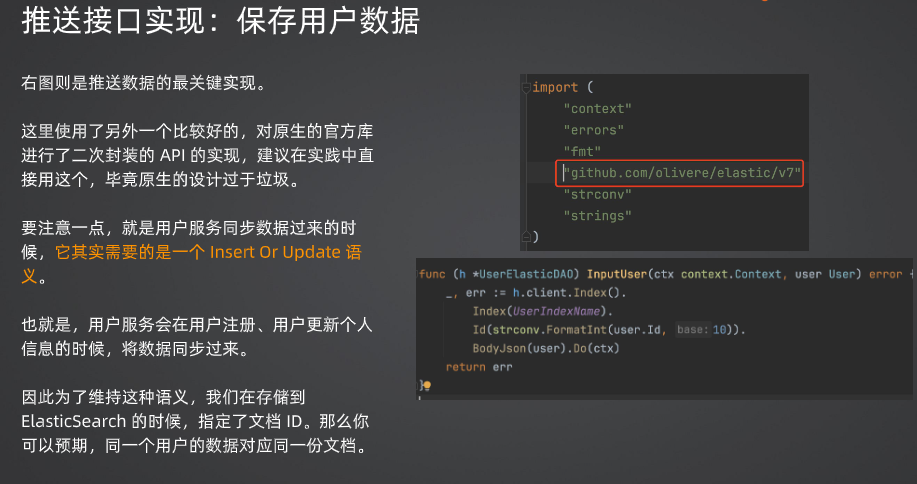 推送接口实现：保存用户数据
右图则是推送数据的最关键实现。
这里使用了另外一个比较好的，对原生的官方库
进行了二次封装的 API 的实现，建议在实践中直
接用这个，毕竟原生的设计过于垃圾。
要注意一点，就是用户服务同步数据过来的时
候，它其实需要的是一个 Insert Or Update 语
义。
也就是，用户服务会在用户注册、用户更新个人
信息的时候，将数据同步过来。
因此为了维持这种语义，我们在存储到
ElasticSearch 的时候，指定了文档 ID。那么你
可以预期，同一个用户的数据对应同一份文档。
import (
"context"
"errors"
"fmt"
"github.com/olivere/elastic/v7"
"strconv"
"strings"
)
func (h *UserElasticDAO) InputUser(ctx context.Context, user User) error {
_, err := h.client.Index().
Index(UserIndexName).
Id(strconv.FormatInt(user.Id, base: 10)).
BodyJson(user).Do(ctx)
return err
}